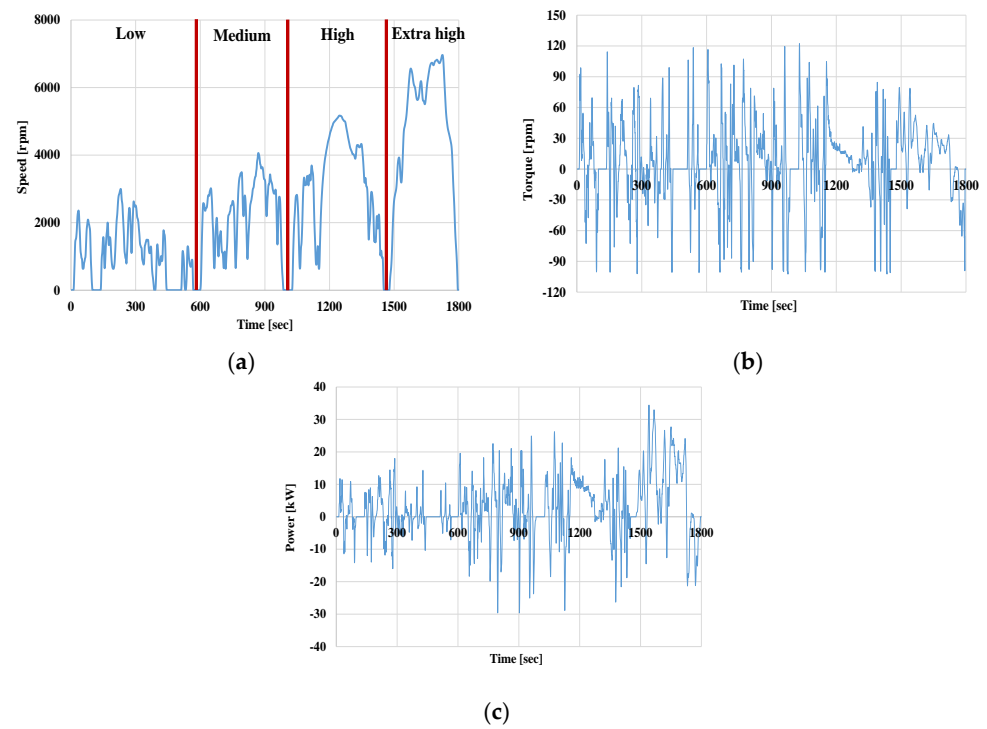 8000
6000
4000
2000
0
Speed [rpm]
Low
Medium
High
Extra high
0 300 600 900 1200 1500 1800
Time [sec]
(a)
150
120
90
60
30
0
-30
-60
-90
-120
Torque [rpm]
0 300 600 900 1200 1500 1800
Time [sec]
(b)
40
30
20
10
0
-10
-20
-30
-40
Power [kW]
0 300 600 900 1200 1500 1800
Time [sec]
(c)